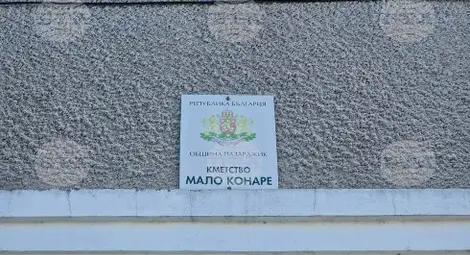 РЕПУБЛИКА БЪЛГАРИЯ
ОБЩИНА ПАЗАРДЖИК
КМЕТСТВО
МАЛО КОНАРЕ